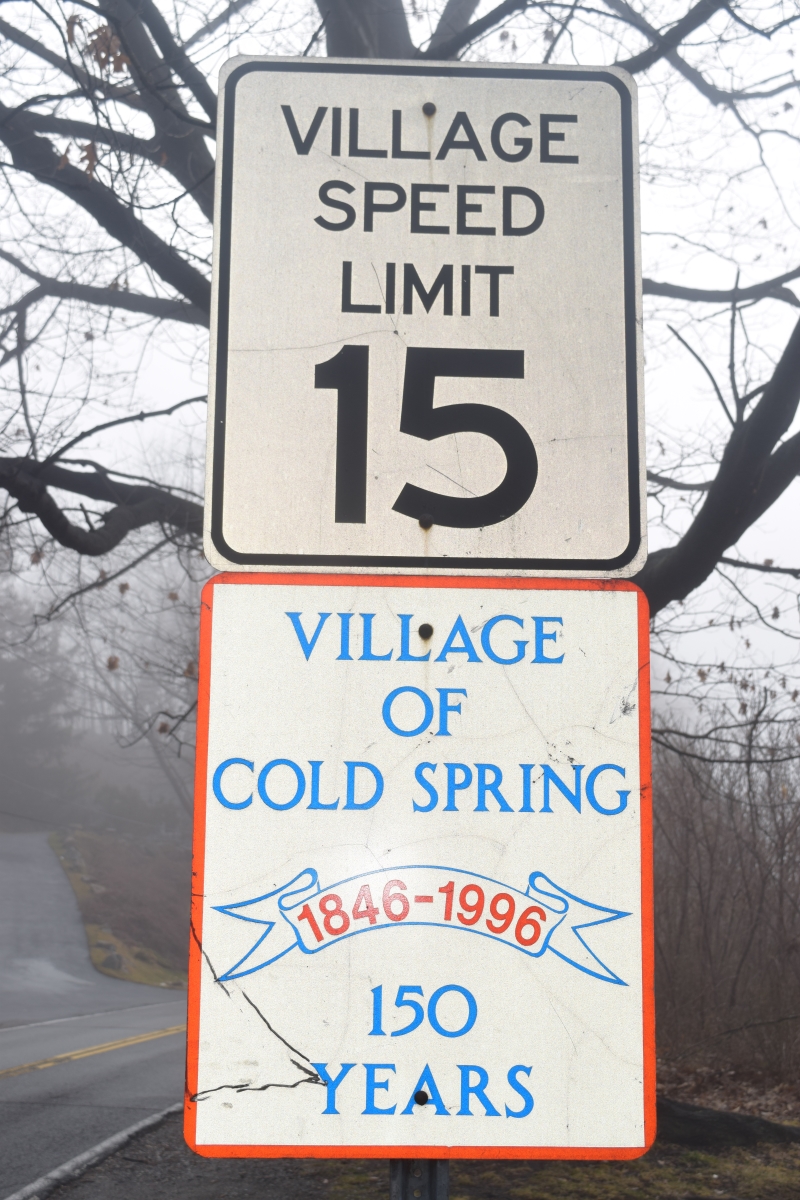 VILLAGE
SPEED
LIMIT
15
VILLAGE
OF
COLD SPRING
1846-1996
150
YEARS